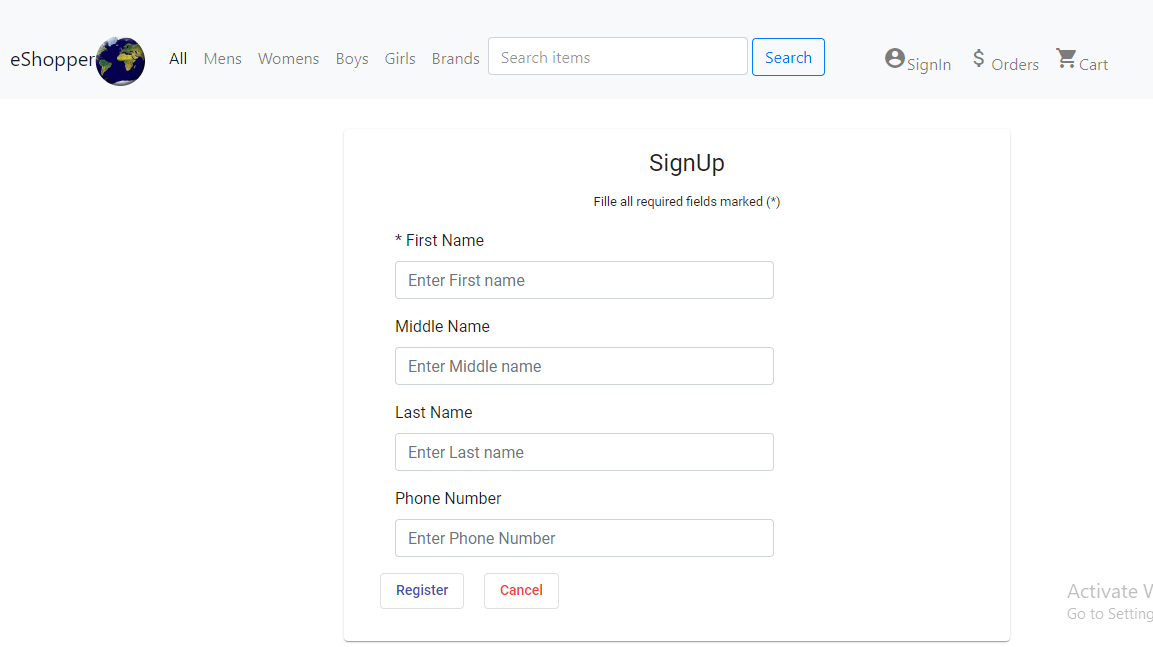 eShopper All Mens Womens Boys Girls Brands Search items Search SignIn Orders Cart
SignUp
Fille all required fields marked (*)
* First Name
Enter First name
Middle Name
Enter Middle name
Last Name
Enter Last name
Phone Number
Enter Phone Number
Register Cancel
Activate
Go to Setting